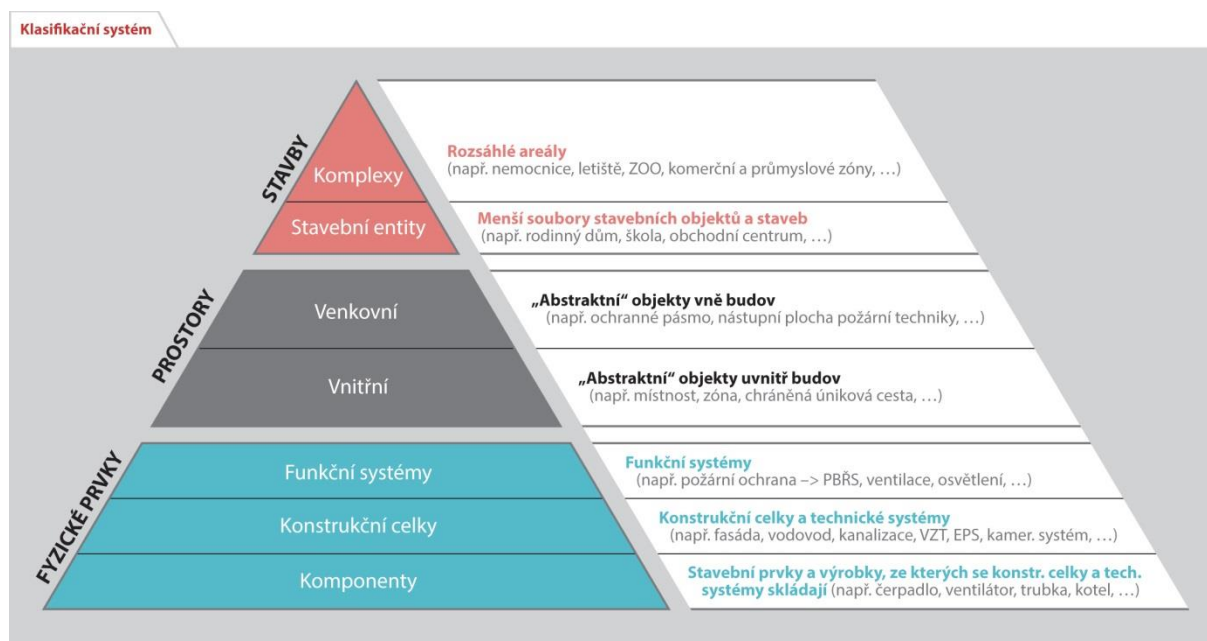 Klasifikační systém
STAVBY
Komplexy
Rozsáhlé areály
(např. nemocnice, letiště, ZOO, komerční a průmyslové zóny, …)
Stavební entity
Menší soubory stavebních objektů a staveb
(např. rodinný dům, škola, obchodní centrum, …)
PROSTORY
Venkovní
„Abstraktní“ objekty vně budov
(např. ochranné pásmo, nástupní plocha požární techniky, …)
Vnitřní
„Abstraktní“ objekty uvnitř budov
(např. místnost, zóna, chráněná úniková cesta, …)
FYZICKÉ PRVKY
Funkční systémy
Funkční systémy
(např. požární ochrana –> PBŘS, ventilace, osvětlení, …)
Konstrukční celky
Konstrukční celky a technické systémy
(např. fasáda, vodovod, kanalizace, VZT, EPS, kamer. systém, …)
Komponenty
Stavební prvky a výrobky, ze kterých se konstr. celky a tech.
systémy skládají (např. čerpadlo, ventilátor, trubka, kotel, …)